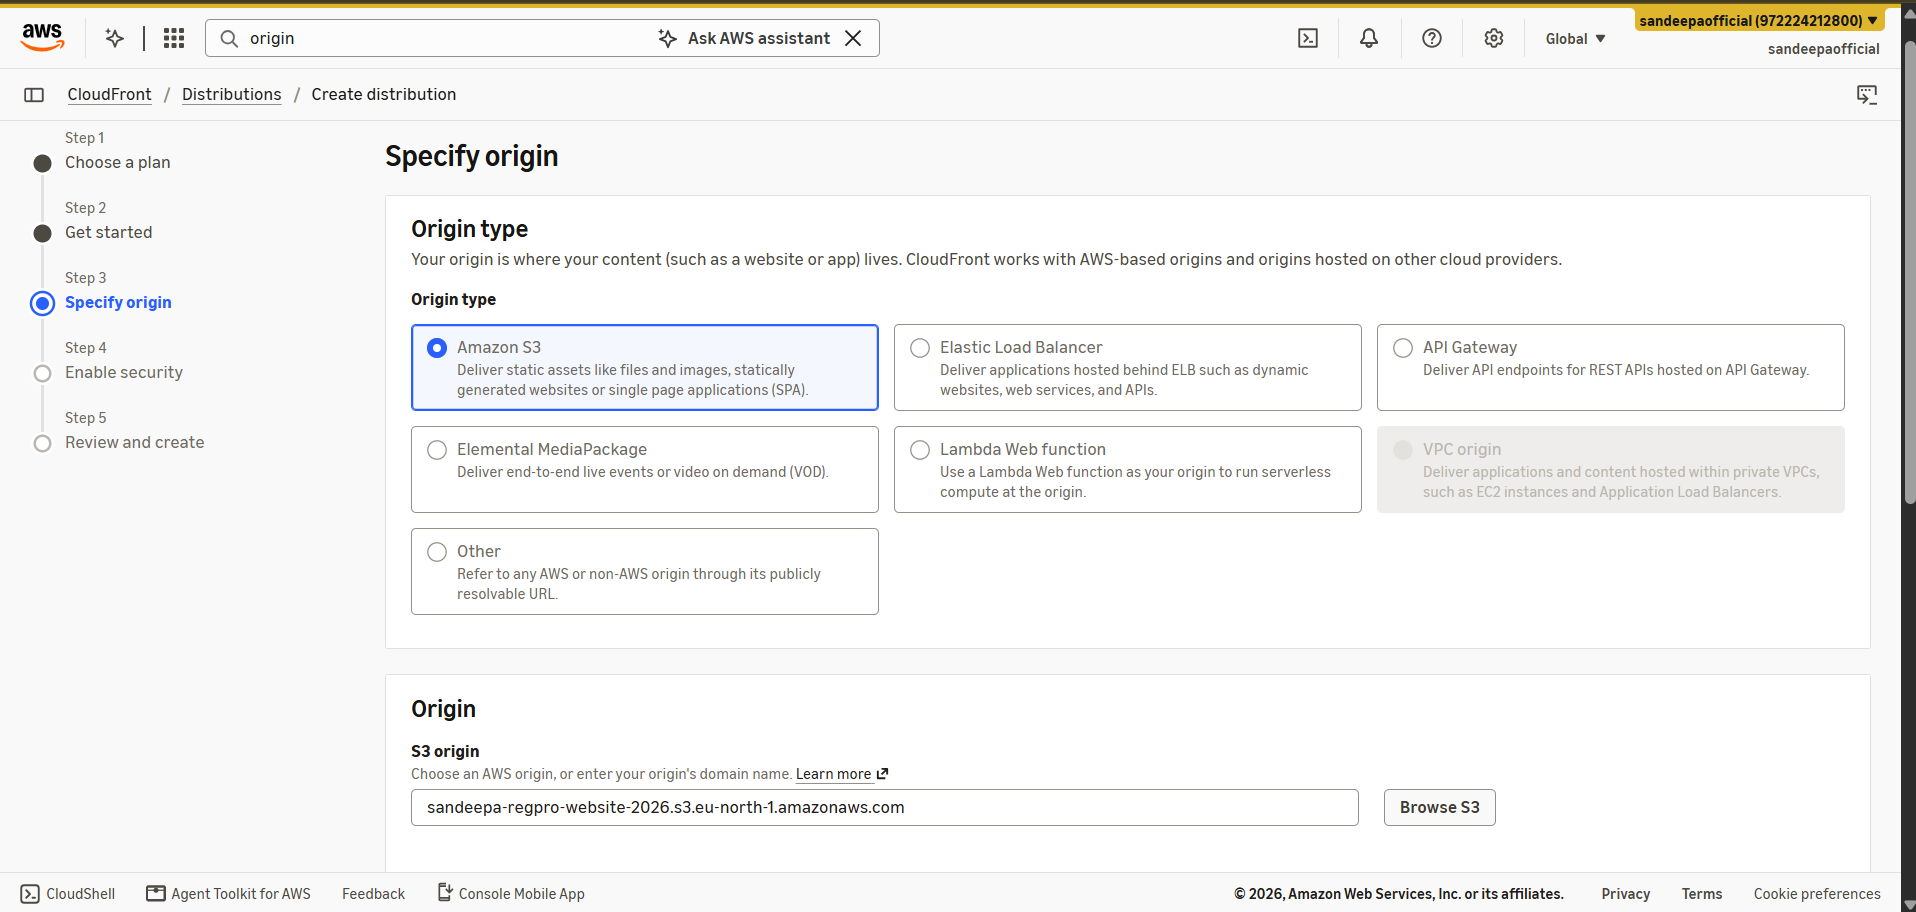 aws
origin
Ask AWS assistant
Global
sandeepaofficial (972224212800)
sandeepaofficial
CloudFront / Distributions / Create distribution
Step 1
Choose a plan
Step 2
Get started
Step 3
Specify origin
Step 4
Enable security
Step 5
Review and create
Specify origin
Origin type
Your origin is where your content (such as a website or app) lives. CloudFront works with AWS-based origins and origins hosted on other cloud providers.
Origin type
Amazon S3
Deliver static assets like files and images, statically
generated websites or single page applications (SPA).
Elastic Load Balancer
Deliver applications hosted behind ELB such as dynamic
websites, web services, and APIs.
API Gateway
Deliver API endpoints for REST APIs hosted on API Gateway.
Elemental MediaPackage
Deliver end-to-end live events or video on demand (VOD).
Lambda Web function
Use a Lambda Web function as your origin to run serverless
compute at the origin.
VPC origin
Deliver applications and content hosted within private VPCs,
such as EC2 instances and Application Load Balancers.
Other
Refer to any AWS or non-AWS origin through its publicly
resolvable URL.
Origin
S3 origin
Choose an AWS origin, or enter your origin's domain name. Learn more
sandeepa-regpro-website-2026.s3.eu-north-1.amazonaws.com
Browse S3
CloudShell
Agent Toolkit for AWS
Feedback
Console Mobile App
© 2026, Amazon Web Services, Inc. or its affiliates.
Privacy
Terms
Cookie preferences